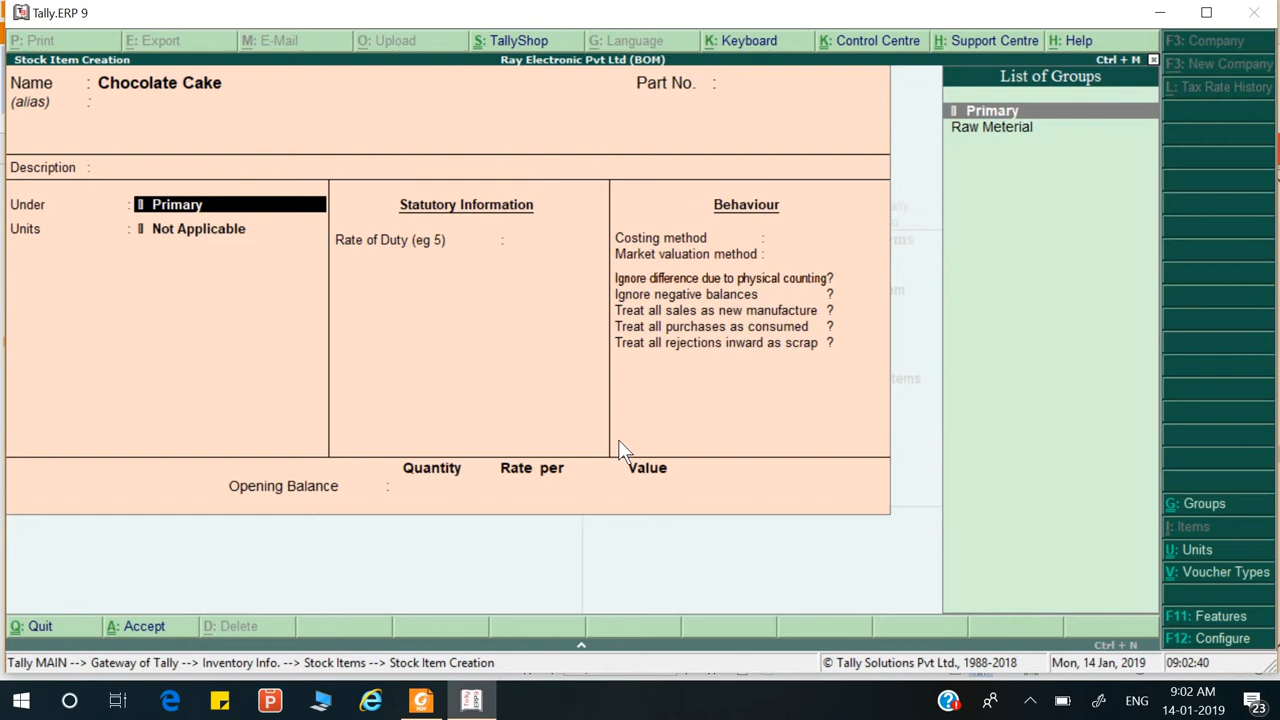 Tally.ERP 9
P: Print E: Export M: E-Mail O: Upload S: TallyShop G: Language K: Keyboard K: Control Centre H: Support Centre H: Help F3: Company
Stock Item Creation Ray Electronic Pvt Ltd (BOM) Ctrl + M F3: New Company
Name : Chocolate Cake Part No. : List of Groups L: Tax Rate History
(alias) :
Primary
Raw Meterial
Description :
Under : Primary Statutory Information Behaviour
Units : Not Applicable
Rate of Duty (eg 5) : Costing method :
Market valuation method :
Ignore difference due to physical counting?
Ignore negative balances ?
Treat all sales as new manufacture ?
Treat all purchases as consumed ?
Treat all rejections inward as scrap ?
Quantity Rate per Value
Opening Balance :
G: Groups
I: Items
U: Units
V: Voucher Types
F11: Features
Q: Quit A: Accept D: Delete
F12: Configure
Ctrl + N
Tally MAIN --> Gateway of Tally --> Inventory Info. --> Stock Items --> Stock Item Creation © Tally Solutions Pvt Ltd., 1988-2018 Mon, 14 Jan, 2019 09:02:40
ENG 9:02 AM
14-01-2019 23